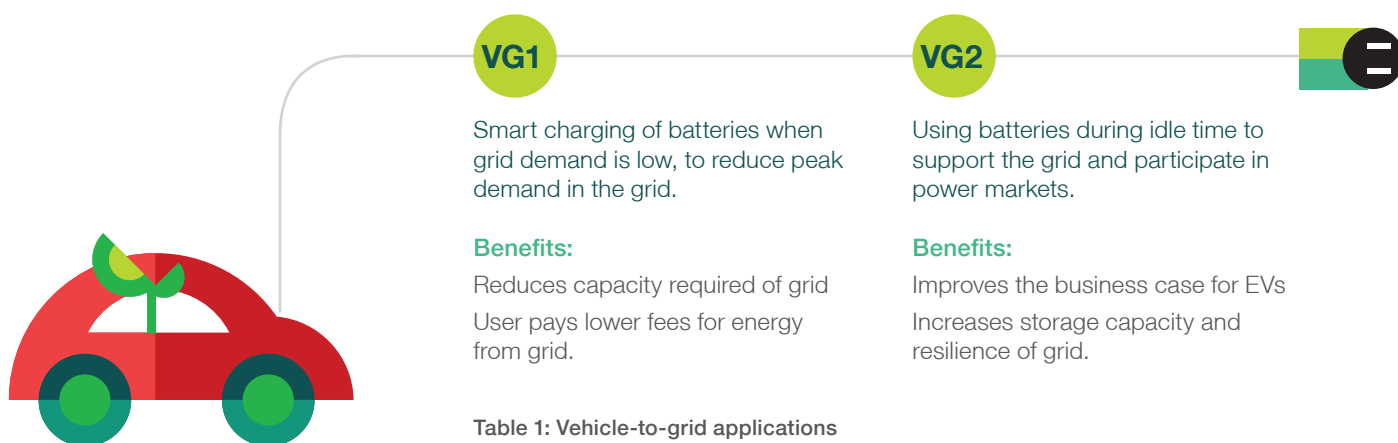 VG1
Smart charging of batteries when
grid demand is low, to reduce peak
demand in the grid.
Benefits:
Reduces capacity required of grid
User pays lower fees for energy
from grid.
VG2
Using batteries during idle time to
support the grid and participate in
power markets.
Benefits:
Improves the business case for EVs
Increases storage capacity and
resilience of grid.
Table 1: Vehicle-to-grid applications